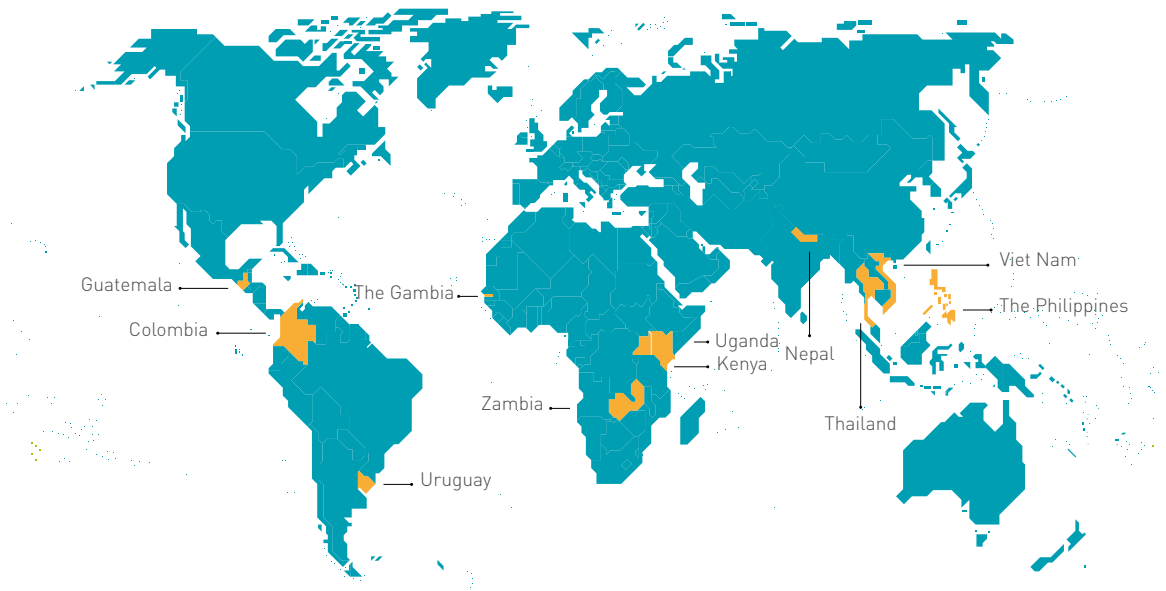 Viet Nam
Guatemala
The Gambia
The Philippines
Colombia
Uganda
Nepal
Kenya
Zambia
Thailand
Uruguay